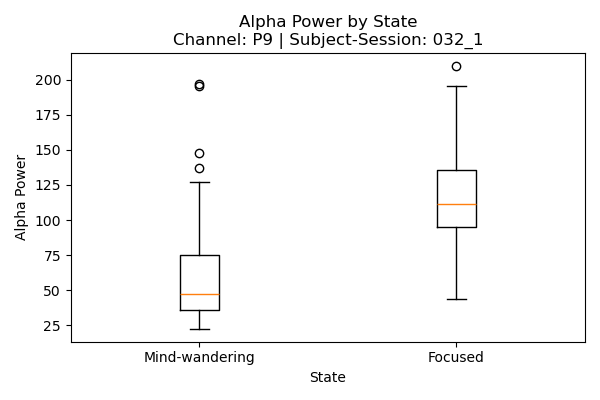 Alpha Power by State
Channel: P9 | Subject-Session: 032_1
Alpha Power
200
175
150
125
100
75
50
25
Mind-wandering
Focused
State